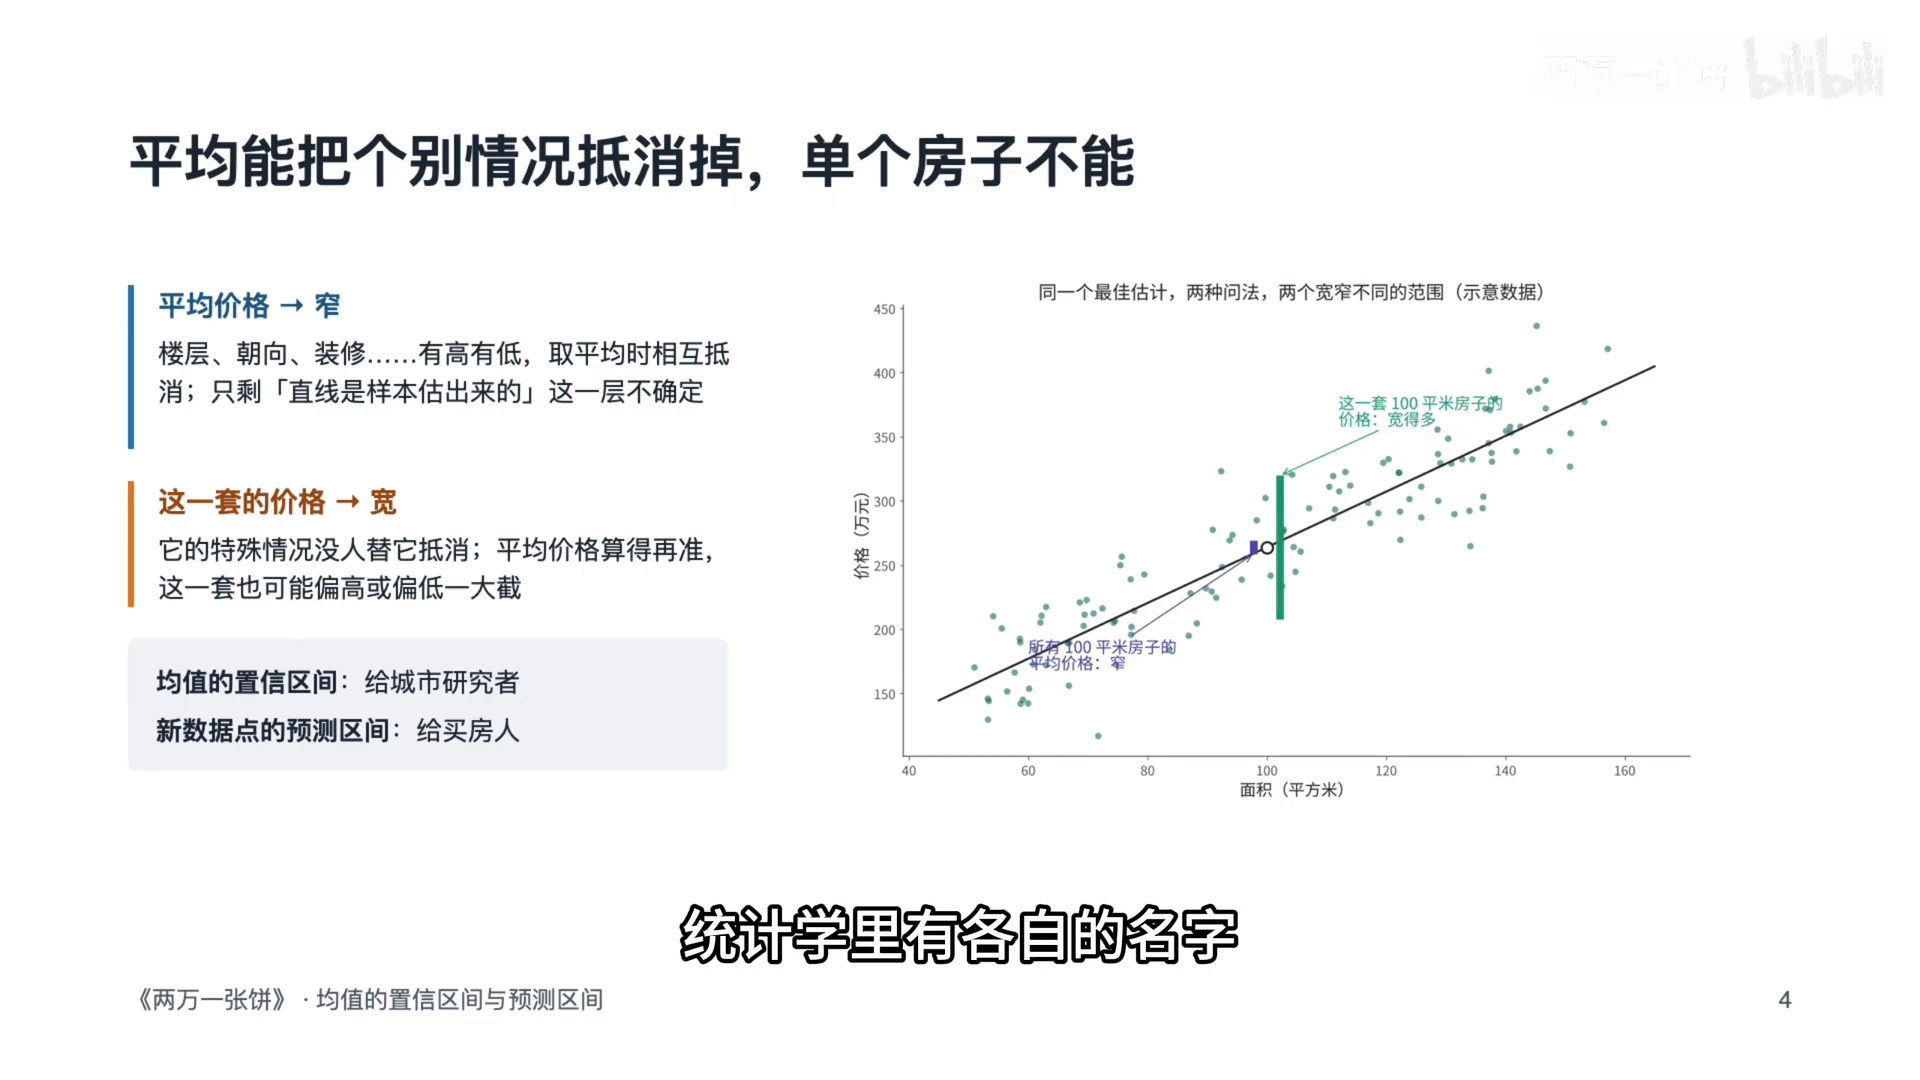 两万一张饼 bilibili
平均能把个别情况抵消掉，单个房子不能
平均价格 → 窄
楼层、朝向、装修……有高有低，取平均时相互抵
消；只剩「直线是样本估出来的」这一层不确定
这一套的价格 → 宽
它的特殊情况没人替它抵消；平均价格算得再准，
这一套也可能偏高或偏低一大截
均值的置信区间：给城市研究者
新数据点的预测区间：给买房人
同一个最佳估计，两种问法，两个宽窄不同的范围（示意数据）
450
400
350
300
250
200
150
价格（万元）
这一套 100 平米房子的
价格：宽得多
所有 100 平米房子的
平均价格：窄
40 60 80 100 120 140 160
面积（平方米）
统计学里有各自的名字
《两万一张饼》 · 均值的置信区间与预测区间
4